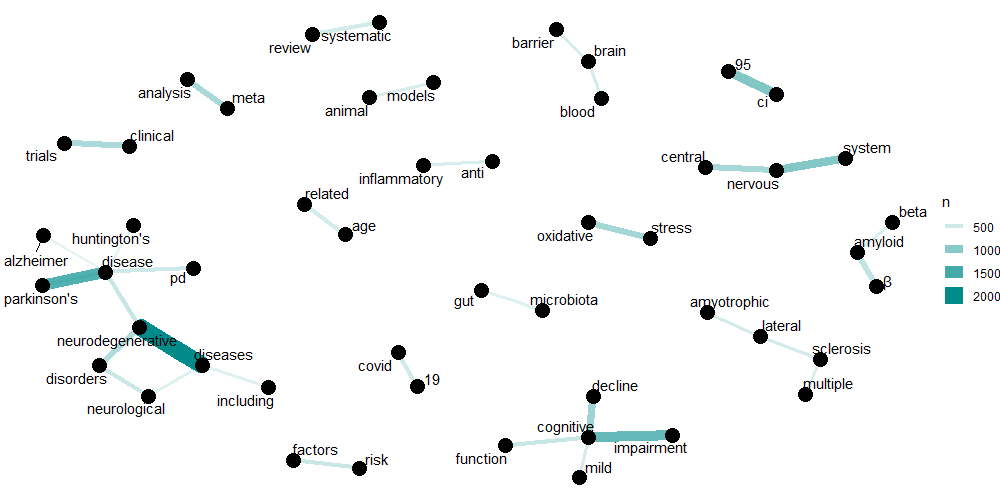 review
systematic
barrier
brain
blood
95
ci
analysis
meta
animal
models
trials
clinical
inflammatory
anti
central
nervous
system
related
age
oxidative
stress
beta
amyloid
β
alzheimer
huntington's
disease
pd
parkinson's
neurodegenerative
diseases
disorders
neurological
including
gut
microbiota
covid
19
amyotrophic
lateral
sclerosis
multiple
decline
cognitive
impairment
function
mild
factors
risk
n
500
1000
1500
2000